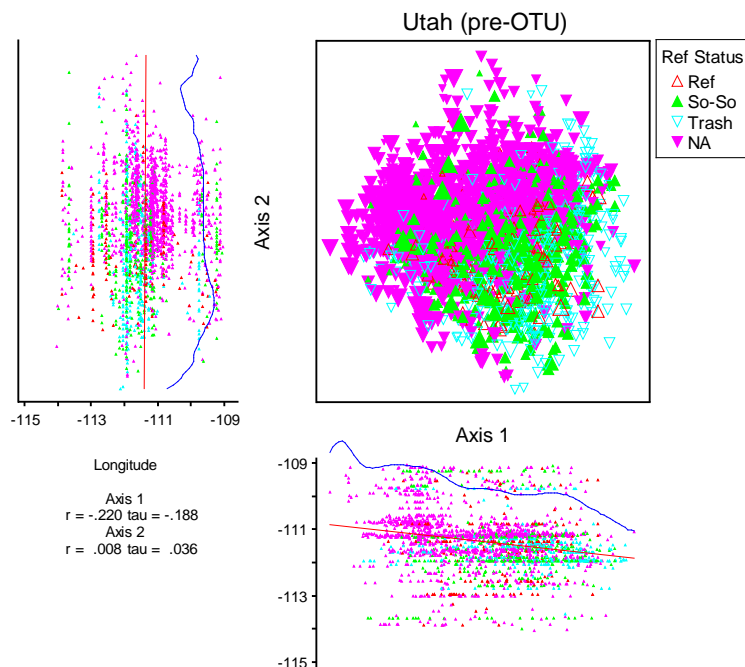 Utah (pre-OTU)
Ref Status
Ref
So-So
Trash
NA
Axis 2
-115 -113 -111 -109
Axis 1
Longitude
Axis 1
r = -.220 tau = -.188
Axis 2
r = .008 tau = .036
-109
-111
-113
-115